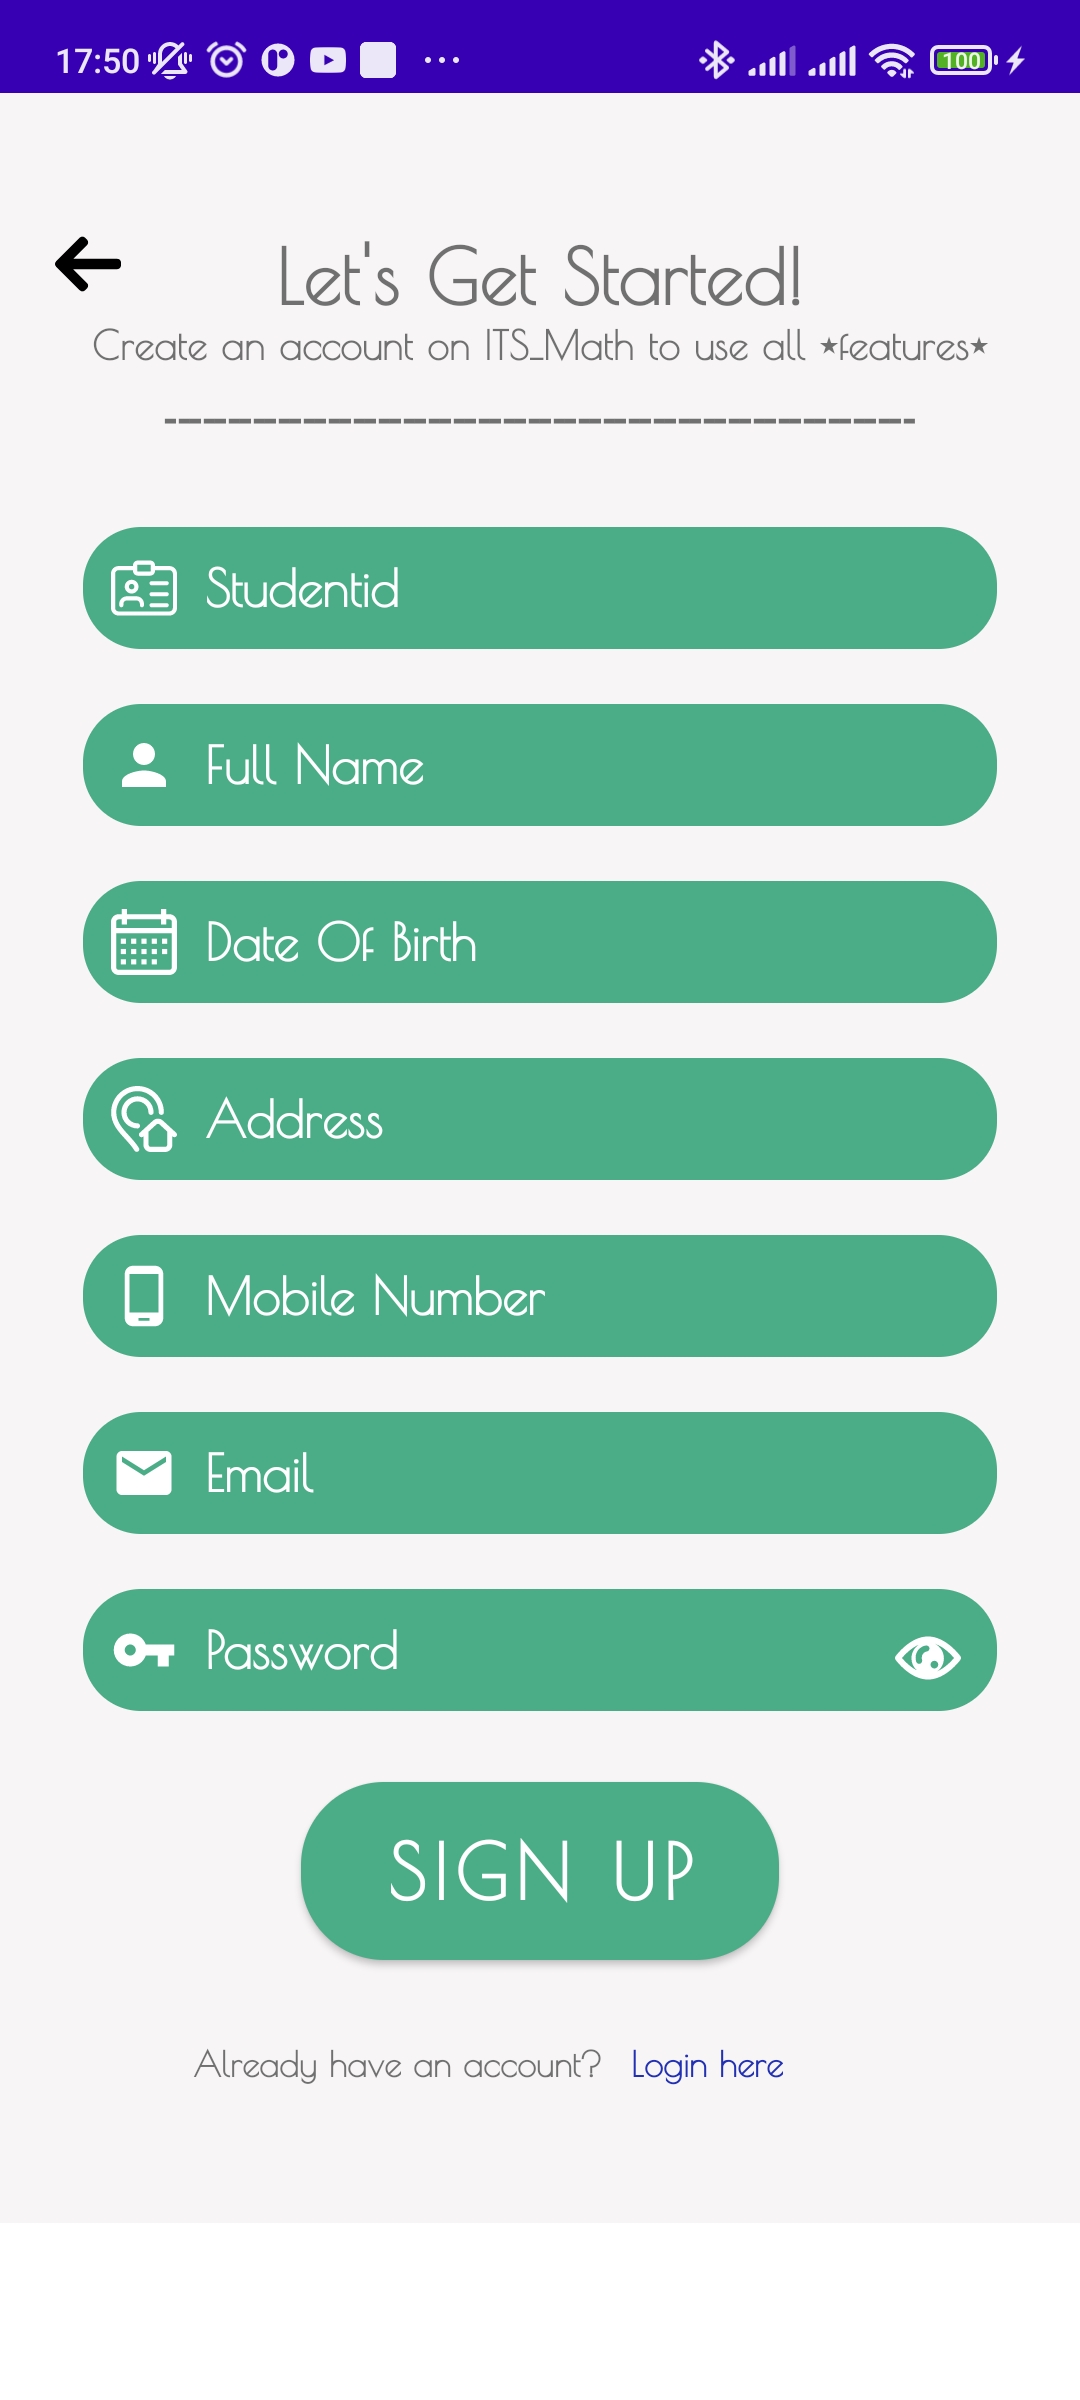 17:50 ... 100
Let's Get Started!
Create an account on ITS_Math to use all ★features★
------------------------------
Studentid
Full Name
Date Of Birth
Address
Mobile Number
Email
Password
SIGN UP
Already have an account? Login here